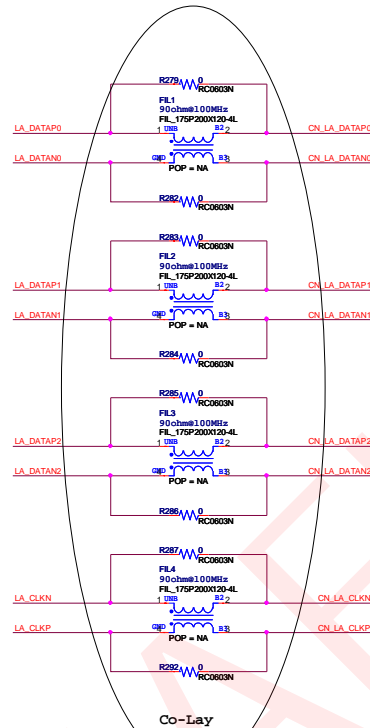 R279 0
RC0603N
FIL1
90ohm@100MHz
FIL_175P200X120-4L
LA_DATAP0 1 UNB B2 2 CN_LA_DATAP0
LA_DATAN0 4 GND B3 3 CN_LA_DATAN0
POP = NA
R282 0
RC0603N
R283 0
RC0603N
FIL2
90ohm@100MHz
FIL_175P200X120-4L
LA_DATAP1 1 UNB B2 2 CN_LA_DATAP1
LA_DATAN1 4 GND B3 3 CN_LA_DATAN1
POP = NA
R284 0
RC0603N
R285 0
RC0603N
FIL3
90ohm@100MHz
FIL_175P200X120-4L
LA_DATAP2 1 UNB B2 2 CN_LA_DATAP2
LA_DATAN2 4 GND B3 3 CN_LA_DATAN2
POP = NA
R286 0
RC0603N
R287 0
RC0603N
FIL4
90ohm@100MHz
FIL_175P200X120-4L
LA_CLKN 1 UNB B2 2 CN_LA_CLKN
LA_CLKP 4 GND B3 3 CN_LA_CLKP
POP = NA
R292 0
RC0603N
Co-Lay